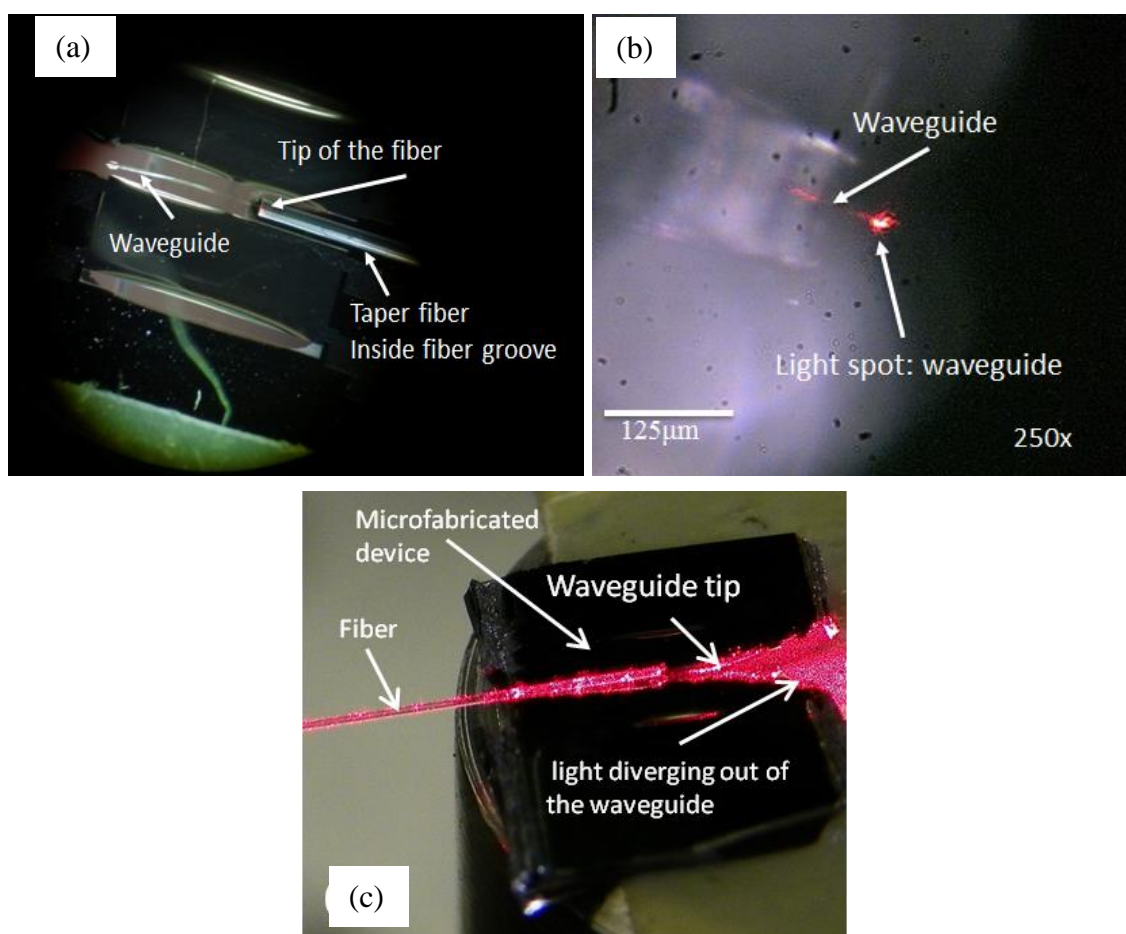 (a)
Tip of the fiber
Waveguide
Taper fiber
Inside fiber groove
(b)
Waveguide
Light spot: waveguide
125µm
250x
Microfabricated
device
Waveguide tip
Fiber
light diverging out of
the waveguide
(c)